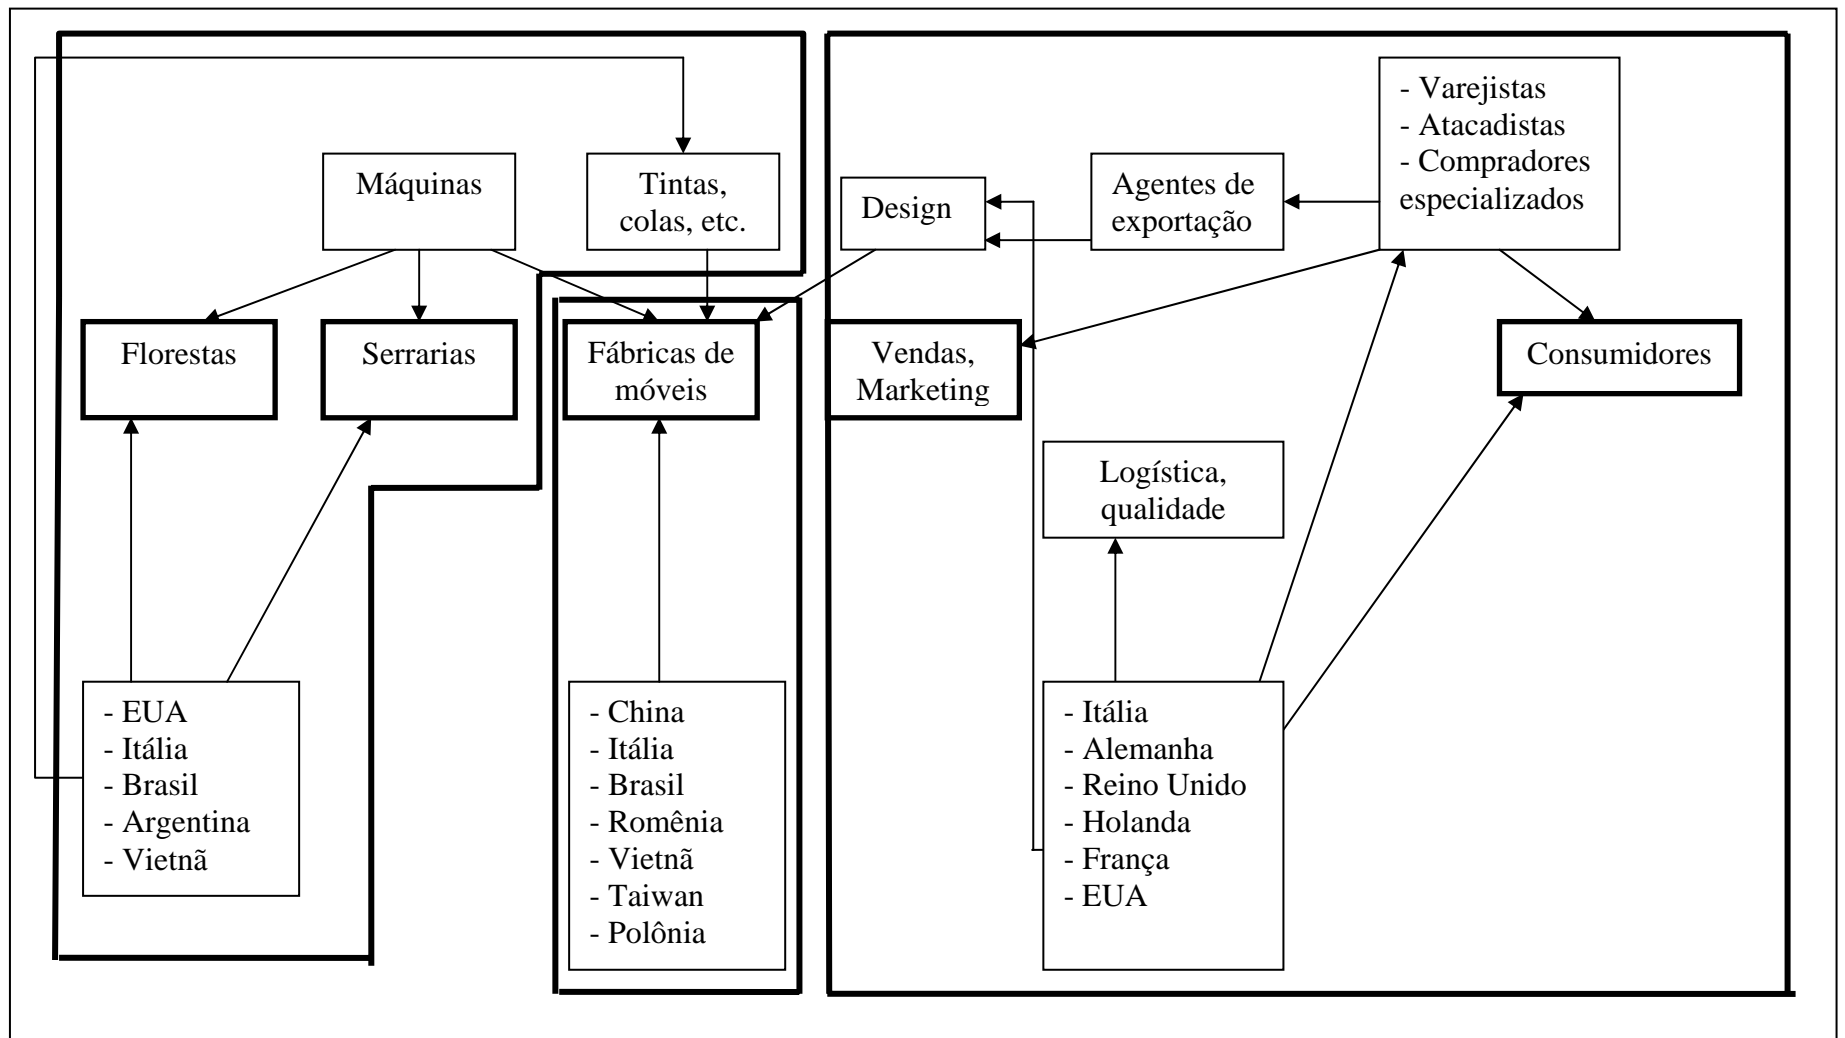 - Varejistas
- Atacadistas
- Compradores
especializados
Máquinas
Tintas,
colas, etc.
Design
Agentes de
exportação
Florestas
Serrarias
Fábricas de
móveis
Vendas,
Marketing
Consumidores
Logística,
qualidade
- EUA
- Itália
- Brasil
- Argentina
- Vietnã
- China
- Itália
- Brasil
- Romênia
- Vietnã
- Taiwan
- Polônia
- Itália
- Alemanha
- Reino Unido
- Holanda
- França
- EUA